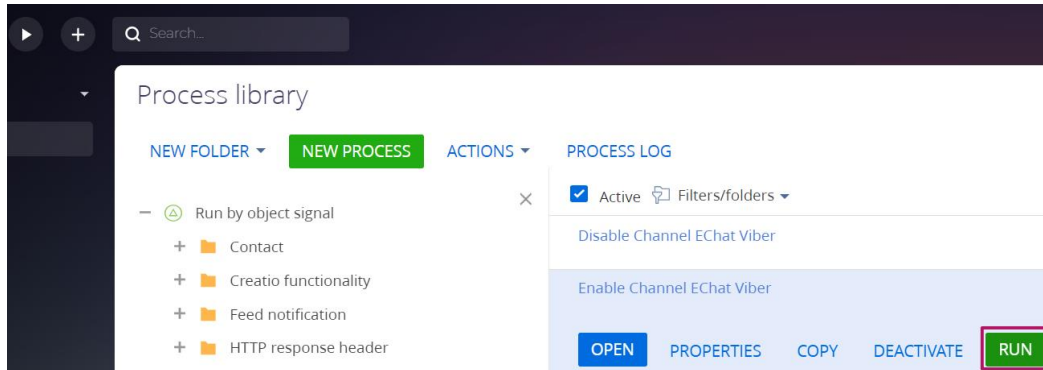 Search...
Process library
NEW FOLDER NEW PROCESS ACTIONS PROCESS LOG
Active Filters/folders
Run by object signal
Disable Channel EChat Viber
Contact
Creatio functionality
Enable Channel EChat Viber
Feed notification
HTTP response header
OPEN PROPERTIES COPY DEACTIVATE RUN